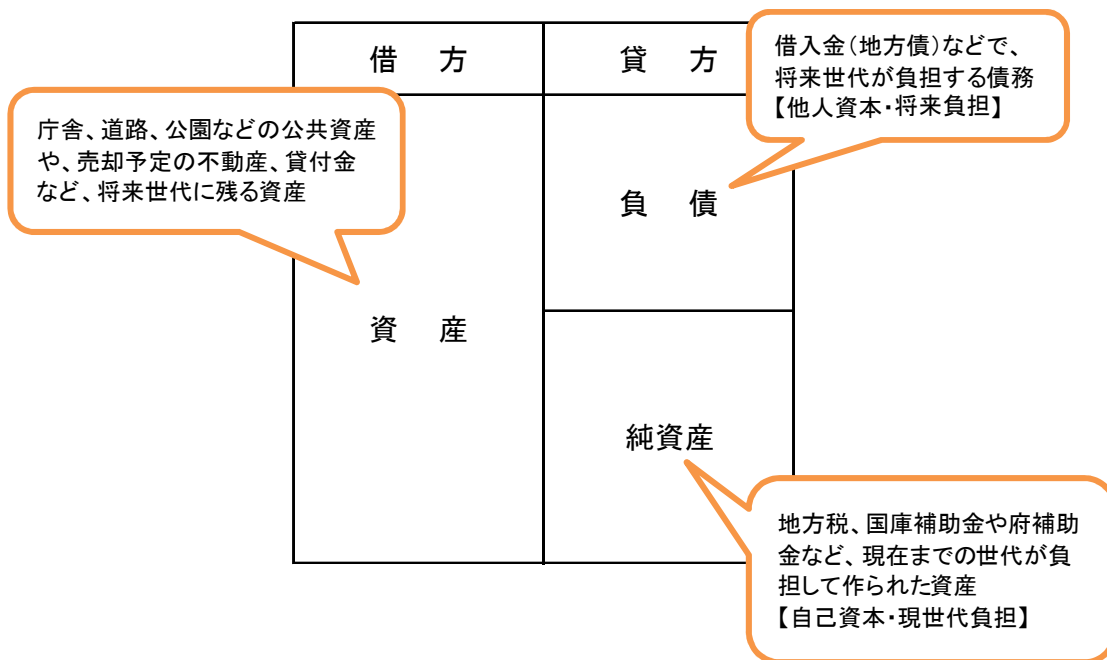 借　方
貸　方
借入金（地方債）などで、
将来世代が負担する債務
【他人資本・将来負担】
庁舎、道路、公園などの公共資産
や、売却予定の不動産、貸付金
など、将来世代に残る資産
負　債
資　産
純資産
地方税、国庫補助金や府補助
金など、現在までの世代が負
担して作られた資産
【自己資本・現世代負担】